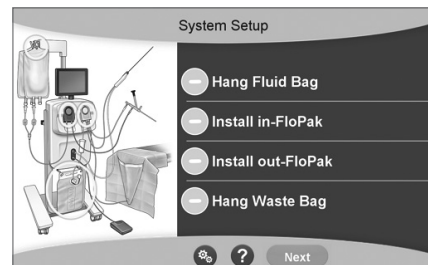 System Setup
Hang Fluid Bag
Install in-FloPak
Install out-FloPak
Hang Waste Bag
?
Next